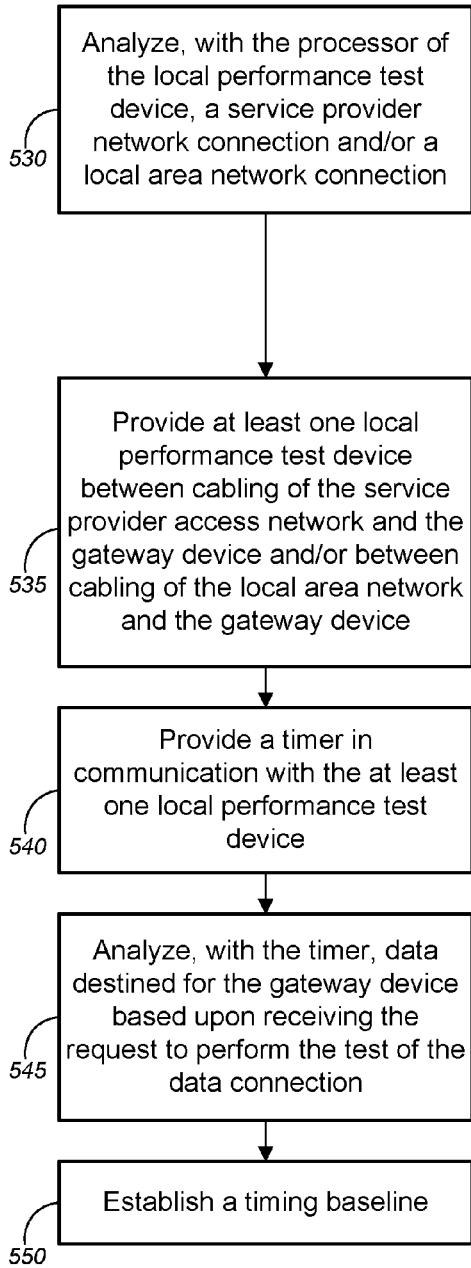 Analyze, with the processor of
the local performance test
device, a service provider
network connection and/or a
local area network connection
530
Provide at least one local
performance test device
between cabling of the service
provider access network and the
gateway device and/or between
cabling of the local area network
and the gateway device
535
Provide a timer in
communication with the at least
one local performance test
device
540
Analyze, with the timer, data
destined for the gateway device
based upon receiving the
request to perform the test of the
data connection
545
Establish a timing baseline
550